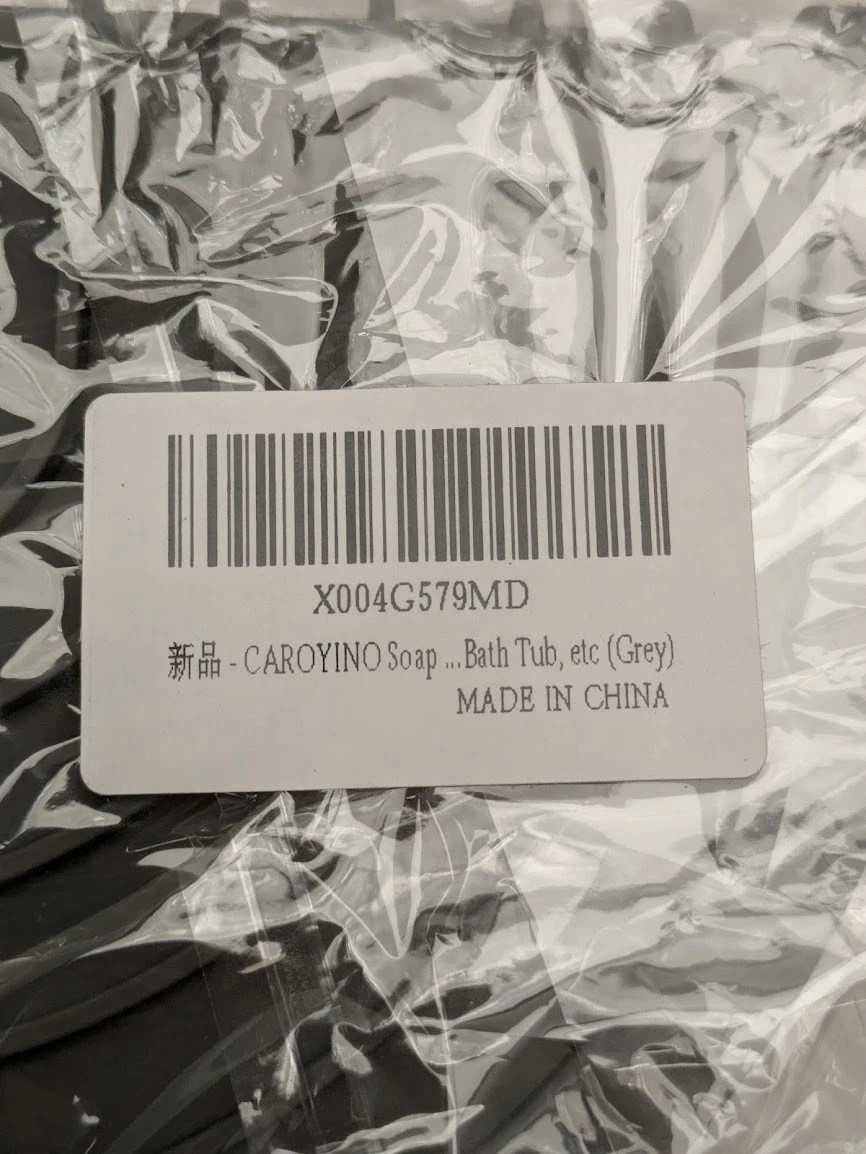 X004G579MD
新品 - CAROYINO Soap ...Bath Tub, etc (Grey)
MADE IN CHINA